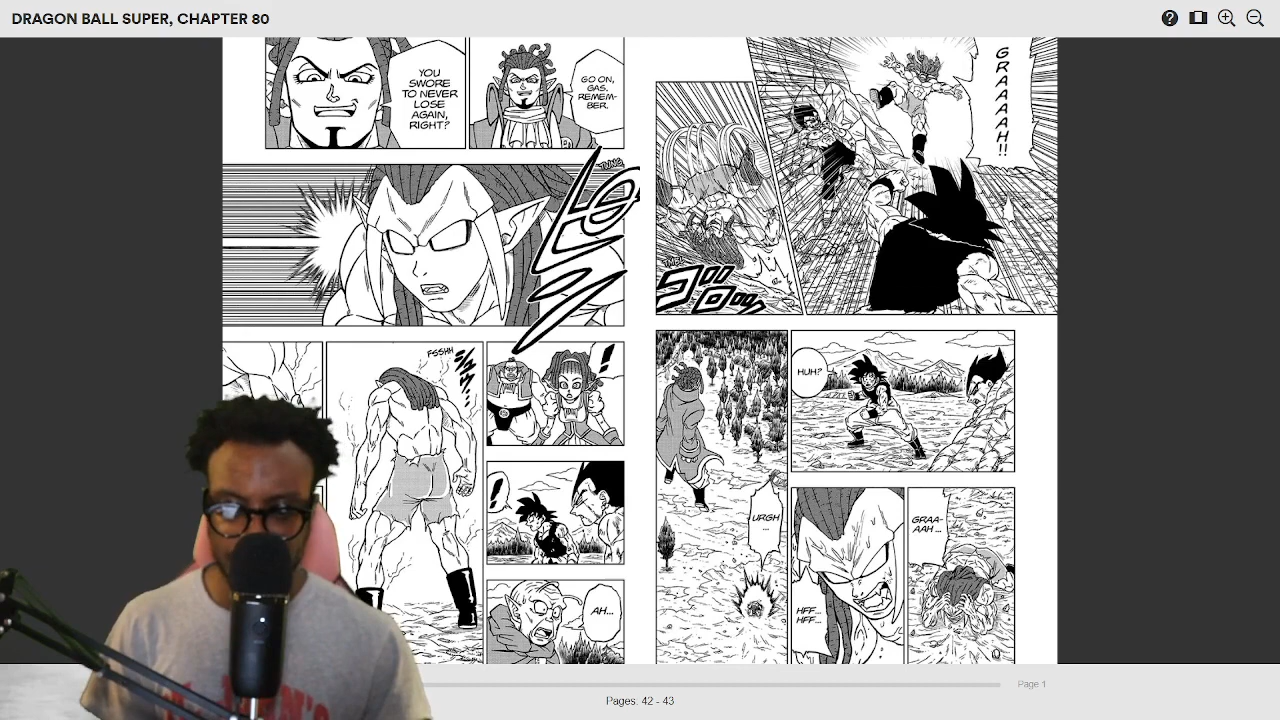 DRAGON BALL SUPER, CHAPTER 80
GRAAAAH!!
GO ON,
GAS.
REMEM-
BER.
YOU
SWORE
TO NEVER
LOSE
AGAIN,
RIGHT?
HUH?
FSSHH
!
!
URGH
...
GRAA-
AAH...
HFF...
HFF...
AH...
Page 1
Pages: 42 - 43